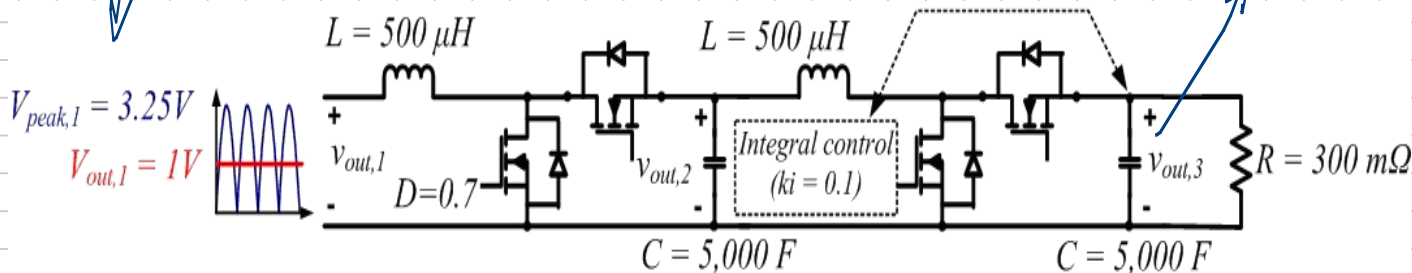 L = 500 μH
L = 500 μH
V_peak,1 = 3.25V
V_out,1 = 1V
+
v_out,1
-
D=0.7
+
v_out,2
-
Integral control
(ki = 0.1)
+
v_out,3
-
R = 300 mΩ
C = 5,000 F
C = 5,000 F